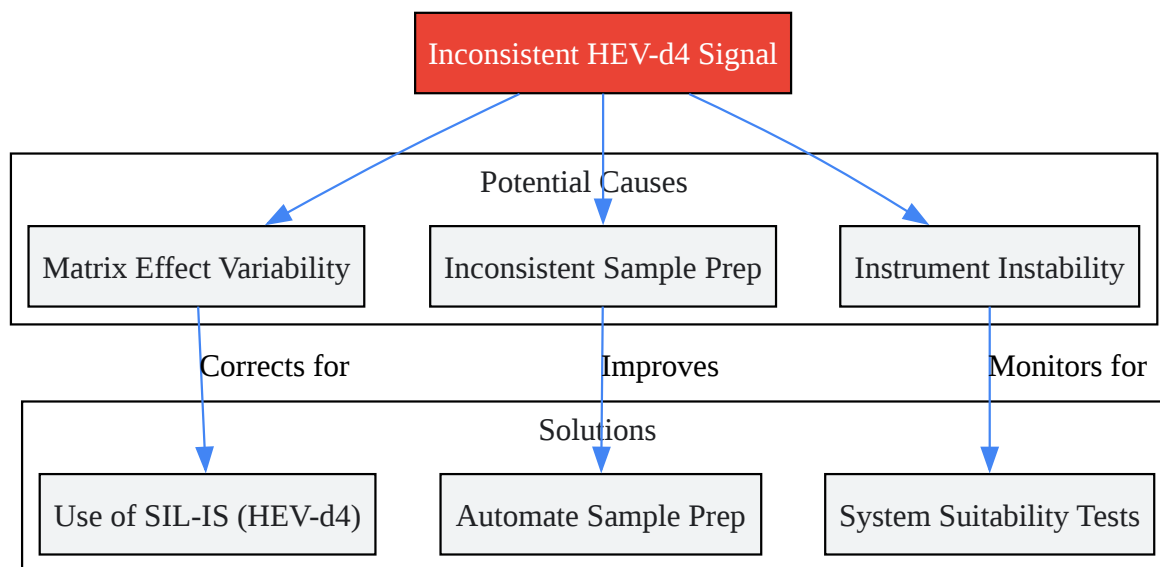 Inconsistent HEV-d4 Signal
Potential Causes
Matrix Effect Variability
Inconsistent Sample Prep
Instrument Instability
Corrects for
Improves
Monitors for
Solutions
Use of SIL-IS (HEV-d4)
Automate Sample Prep
System Suitability Tests